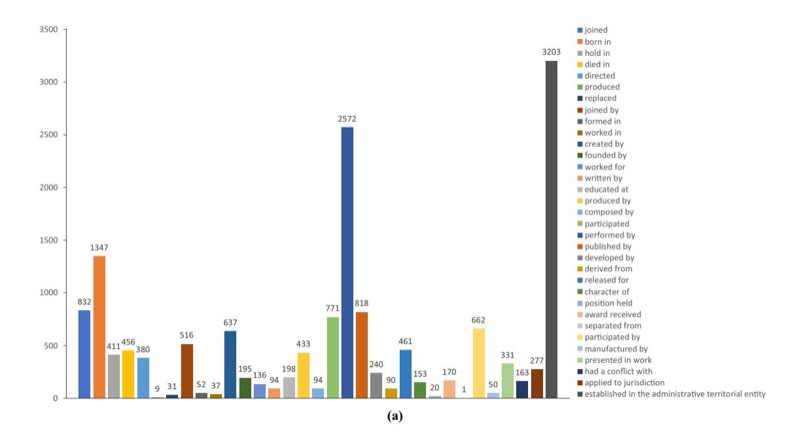 3500
3000
2500
2000
1500
1000
500
0
832
1347
411
456
380
9
31
516
52
37
637
195
136
94
198
433
94
771
2572
818
240
90
461
153
20
170
1
662
50
331
163
277
3203
joined
born in
hold in
died in
directed
produced
replaced
joined by
formed in
worked in
created by
founded by
worked for
written by
educated at
produced by
composed by
participated
performed by
published by
developed by
derived from
released for
character of
position held
award received
separated from
participated by
manufactured by
presented in work
had a conflict with
applied to jurisdiction
established in the administrative territorial entity
(a)